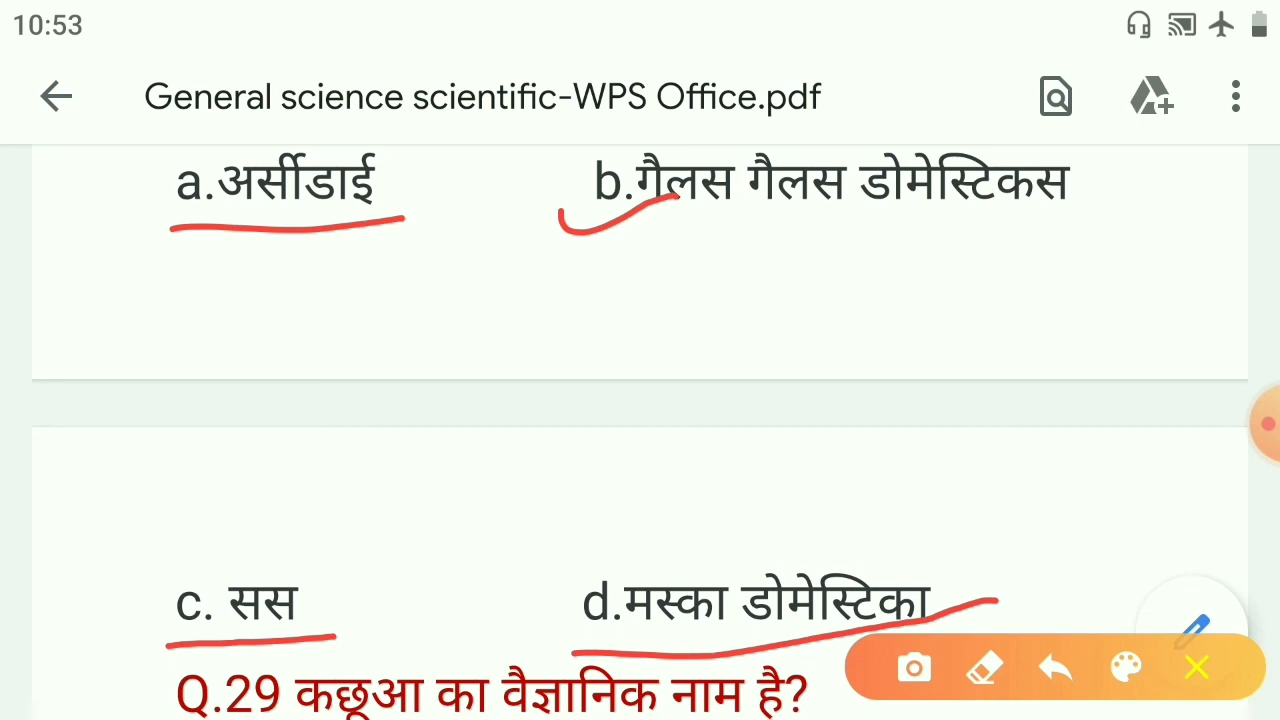 10:53
General science scientific-WPS Office.pdf
a.अर्सीडाई b.गैलस गैलस डोमेस्टिकस
c. सस d.मस्का डोमेस्टिका
Q.29 कछूआ का वैज्ञानिक नाम है?